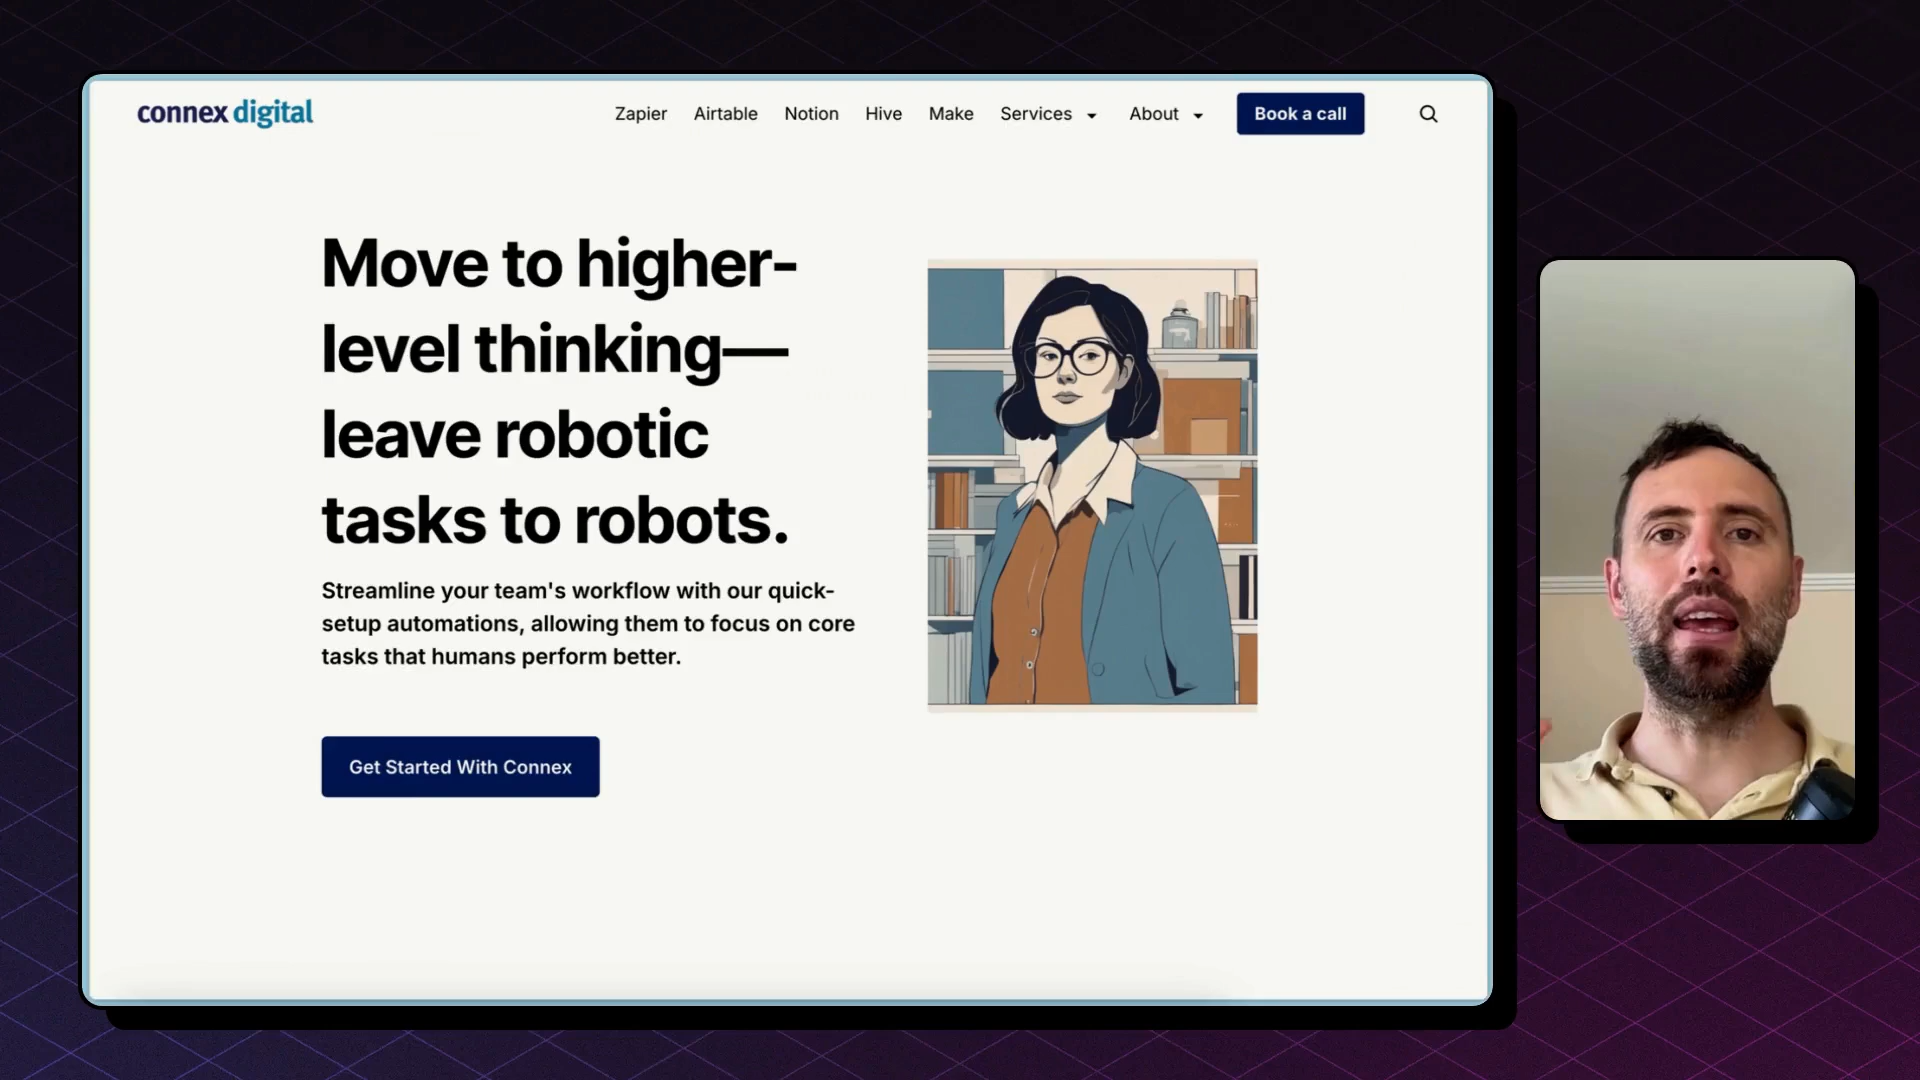 connex digital
Zapier Airtable Notion Hive Make Services About Book a call
Move to higher-
level thinking—
leave robotic
tasks to robots.
Streamline your team's workflow with our quick-
setup automations, allowing them to focus on core
tasks that humans perform better.
Get Started With Connex